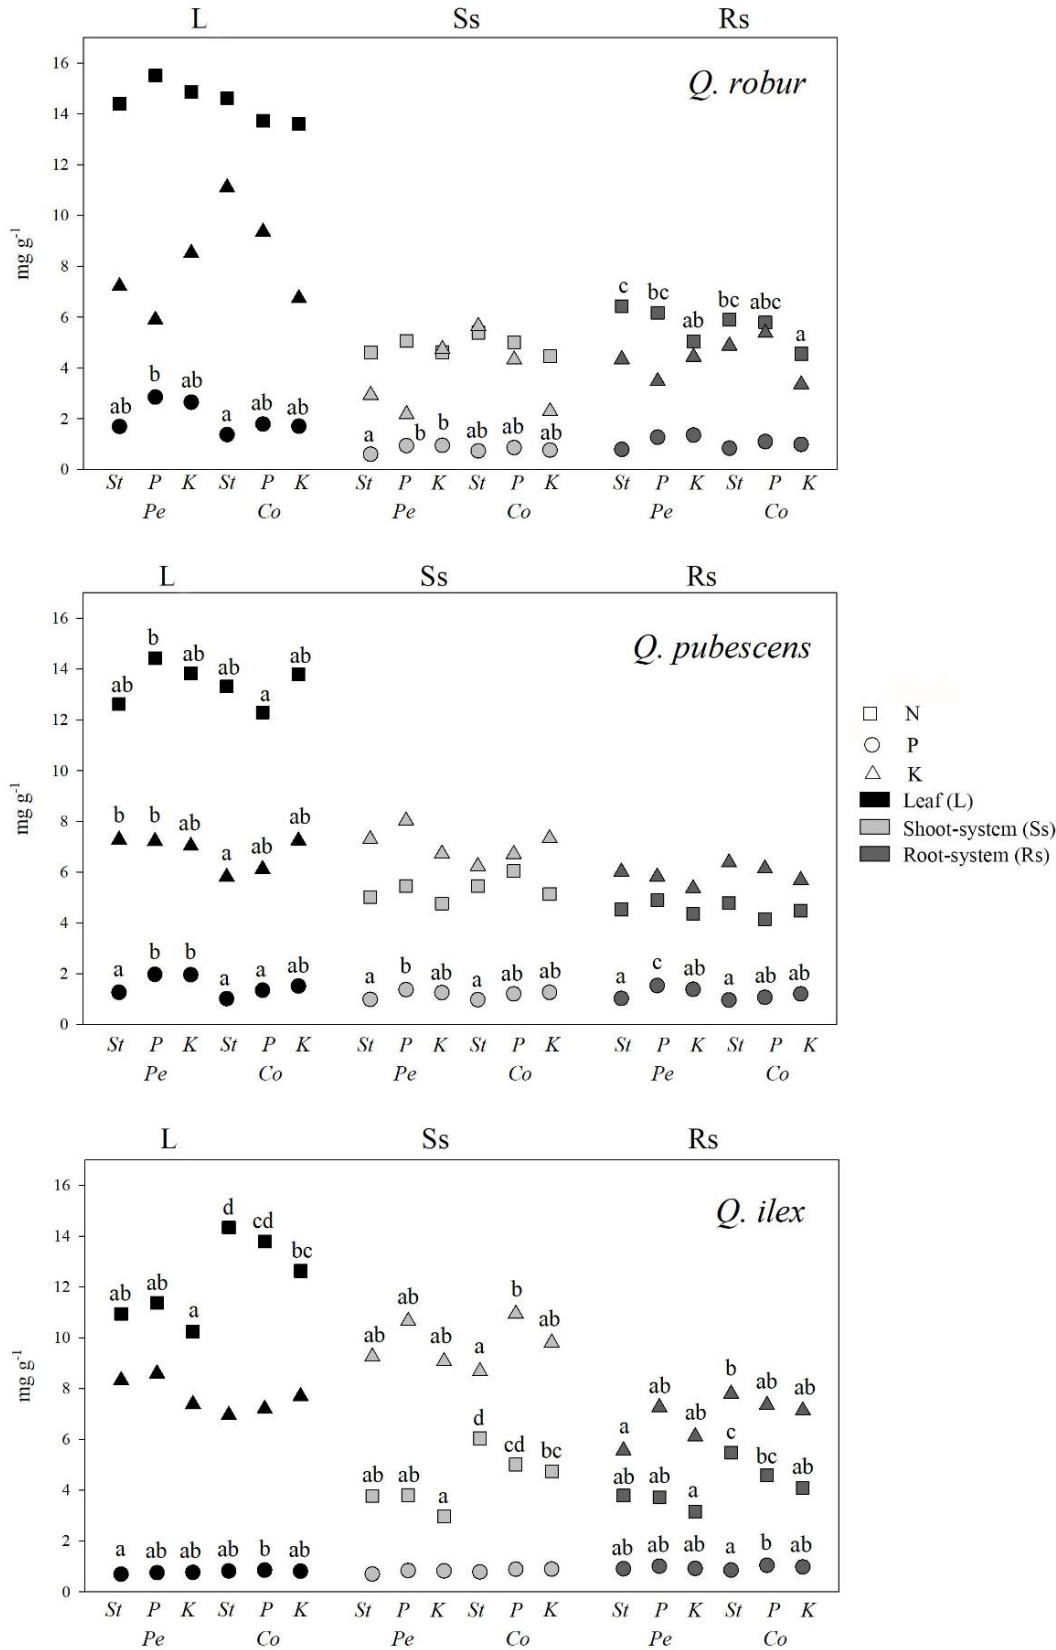 L Ss Rs
Q. robur
16
14
12
10
8
6
4
2
0
mg g-1
b ab
ab a ab ab
a b b ab ab ab
c bc ab bc abc a
St P K St P K St P K St P K St P K St P K
Pe Co Pe Co Pe Co
L Ss Rs
Q. pubescens
16
14
12
10
8
6
4
2
0
mg g-1
ab b ab ab a ab
b b ab a ab ab
a b b a a ab
a b ab a ab ab
a c ab a ab ab
St P K St P K St P K St P K St P K St P K
Pe Co Pe Co Pe Co
N
P
K
Leaf (L)
Shoot-system (Ss)
Root-system (Rs)
L Ss Rs
Q. ilex
16
14
12
10
8
6
4
2
0
mg g-1
ab ab a d cd bc
a ab ab ab b ab
ab ab ab a b ab
ab ab a d cd bc
a ab ab b ab ab
ab ab a c bc ab
ab ab ab a b ab
St P K St P K St P K St P K St P K St P K
Pe Co Pe Co Pe Co